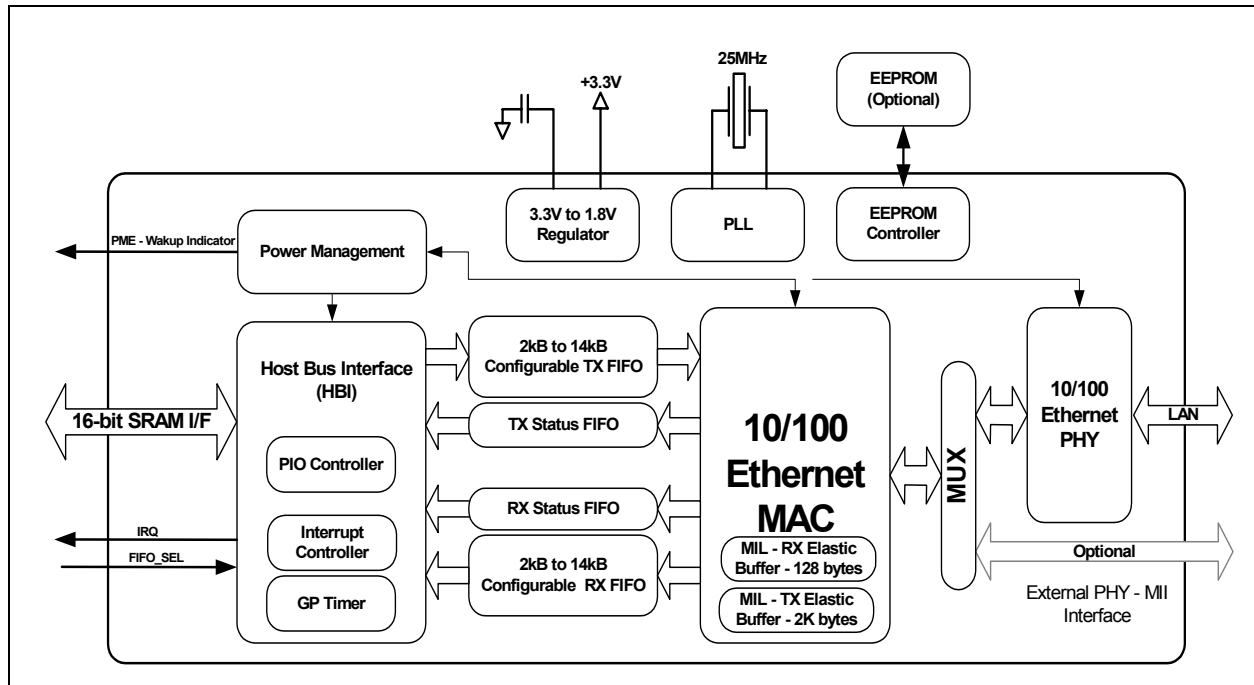 25MHz
+3.3V
EEPROM
(Optional)
3.3V to 1.8V
Regulator
PLL
EEPROM
Controller
PME - Wakup Indicator
Power Management
Host Bus Interface
(HBI)
2kB to 14kB
Configurable TX FIFO
16-bit SRAM I/F
TX Status FIFO
PIO Controller
RX Status FIFO
IRQ
FIFO_SEL
Interrupt
Controller
2kB to 14kB
Configurable RX FIFO
GP Timer
10/100
Ethernet
MAC
MIL - RX Elastic
Buffer - 128 bytes
MIL - TX Elastic
Buffer - 2K bytes
MUX
10/100
Ethernet
PHY
LAN
Optional
External PHY - MII
Interface